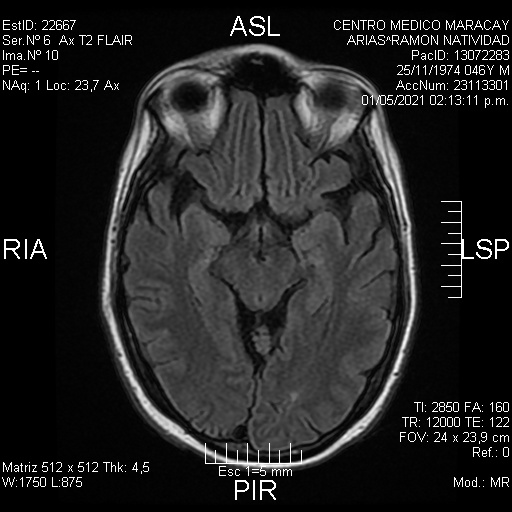 EstID: 22667
Ser.Nº 6 Ax T2 FLAIR
Ima.Nº 10
PE= --
NAq: 1 Loc: 23,7 Ax
ASL
CENTRO MEDICO MARACAY
ARIAS^RAMON NATIVIDAD
PacID: 13072283
25/11/1974 046Y M
AccNum: 23113301
01/05/2021 02:13:11 p.m.
RIA
LSP
TI: 2850 FA: 160
TR: 12000 TE: 122
FOV: 24 x 23,9 cm
Ref.: 0
Matriz 512 x 512 Thk: 4,5
W:1750 L:875
Esc 1=5 mm
PIR
Mod.: MR